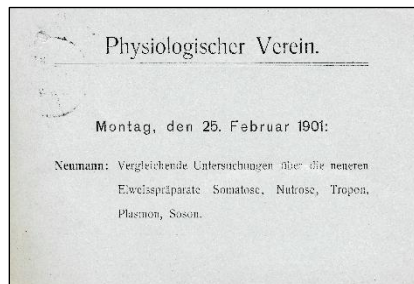 Physiologischer Verein.
Montag, den 25. Februar 1901:
Neumann: Vergleichende Untersuchungen über die neueren
Eiweisspräparate Somatose, Nutrose, Tropon,
Plasmon, Soson.